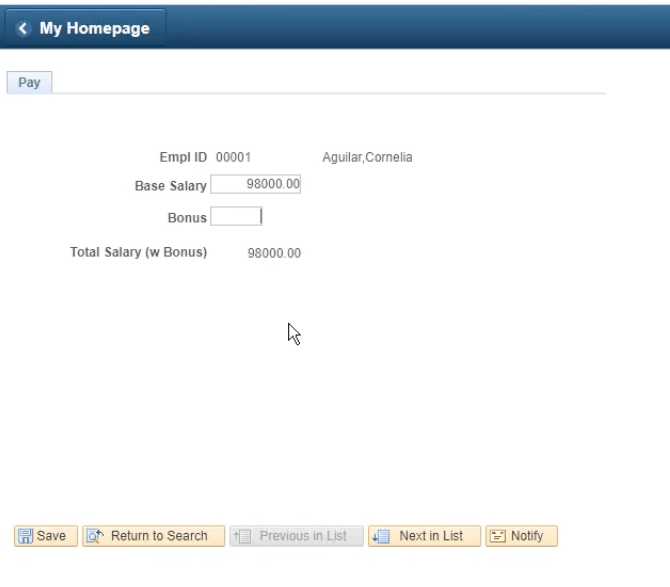 My Homepage
Pay
Empl ID 00001 Aguilar,Cornelia
Base Salary 98000.00
Bonus
Total Salary (w Bonus) 98000.00
Save Return to Search Previous in List Next in List Notify